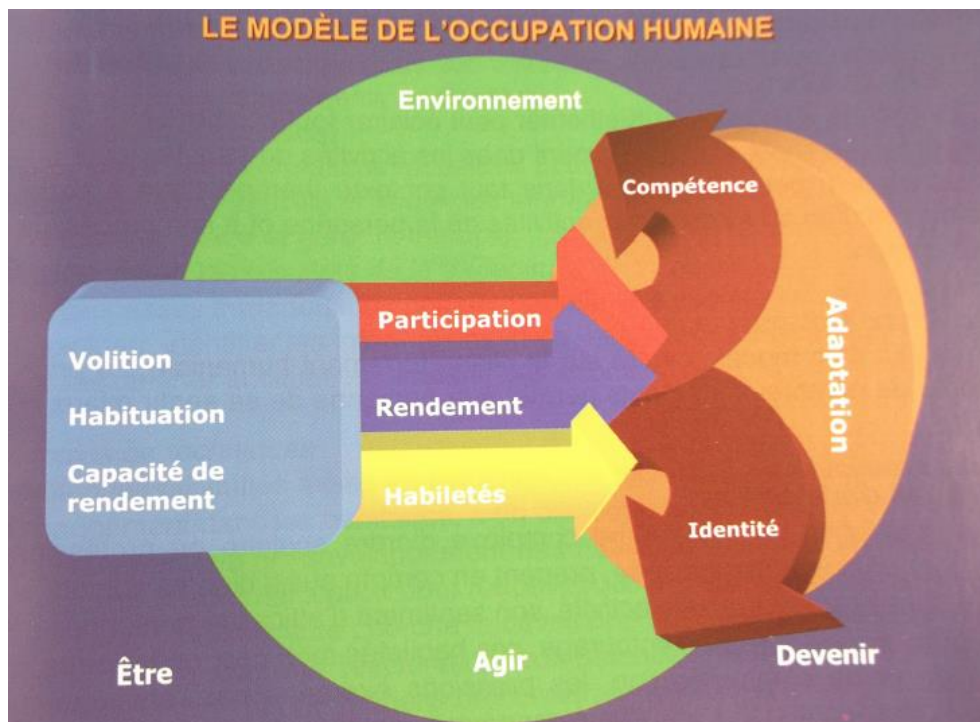 LE MODÈLE DE L'OCCUPATION HUMAINE
Environnement
Compétence
Participation
Volition
Adaptation
Habituation
Rendement
Capacité de
rendement
Habiletés
Identité
Être
Agir
Devenir